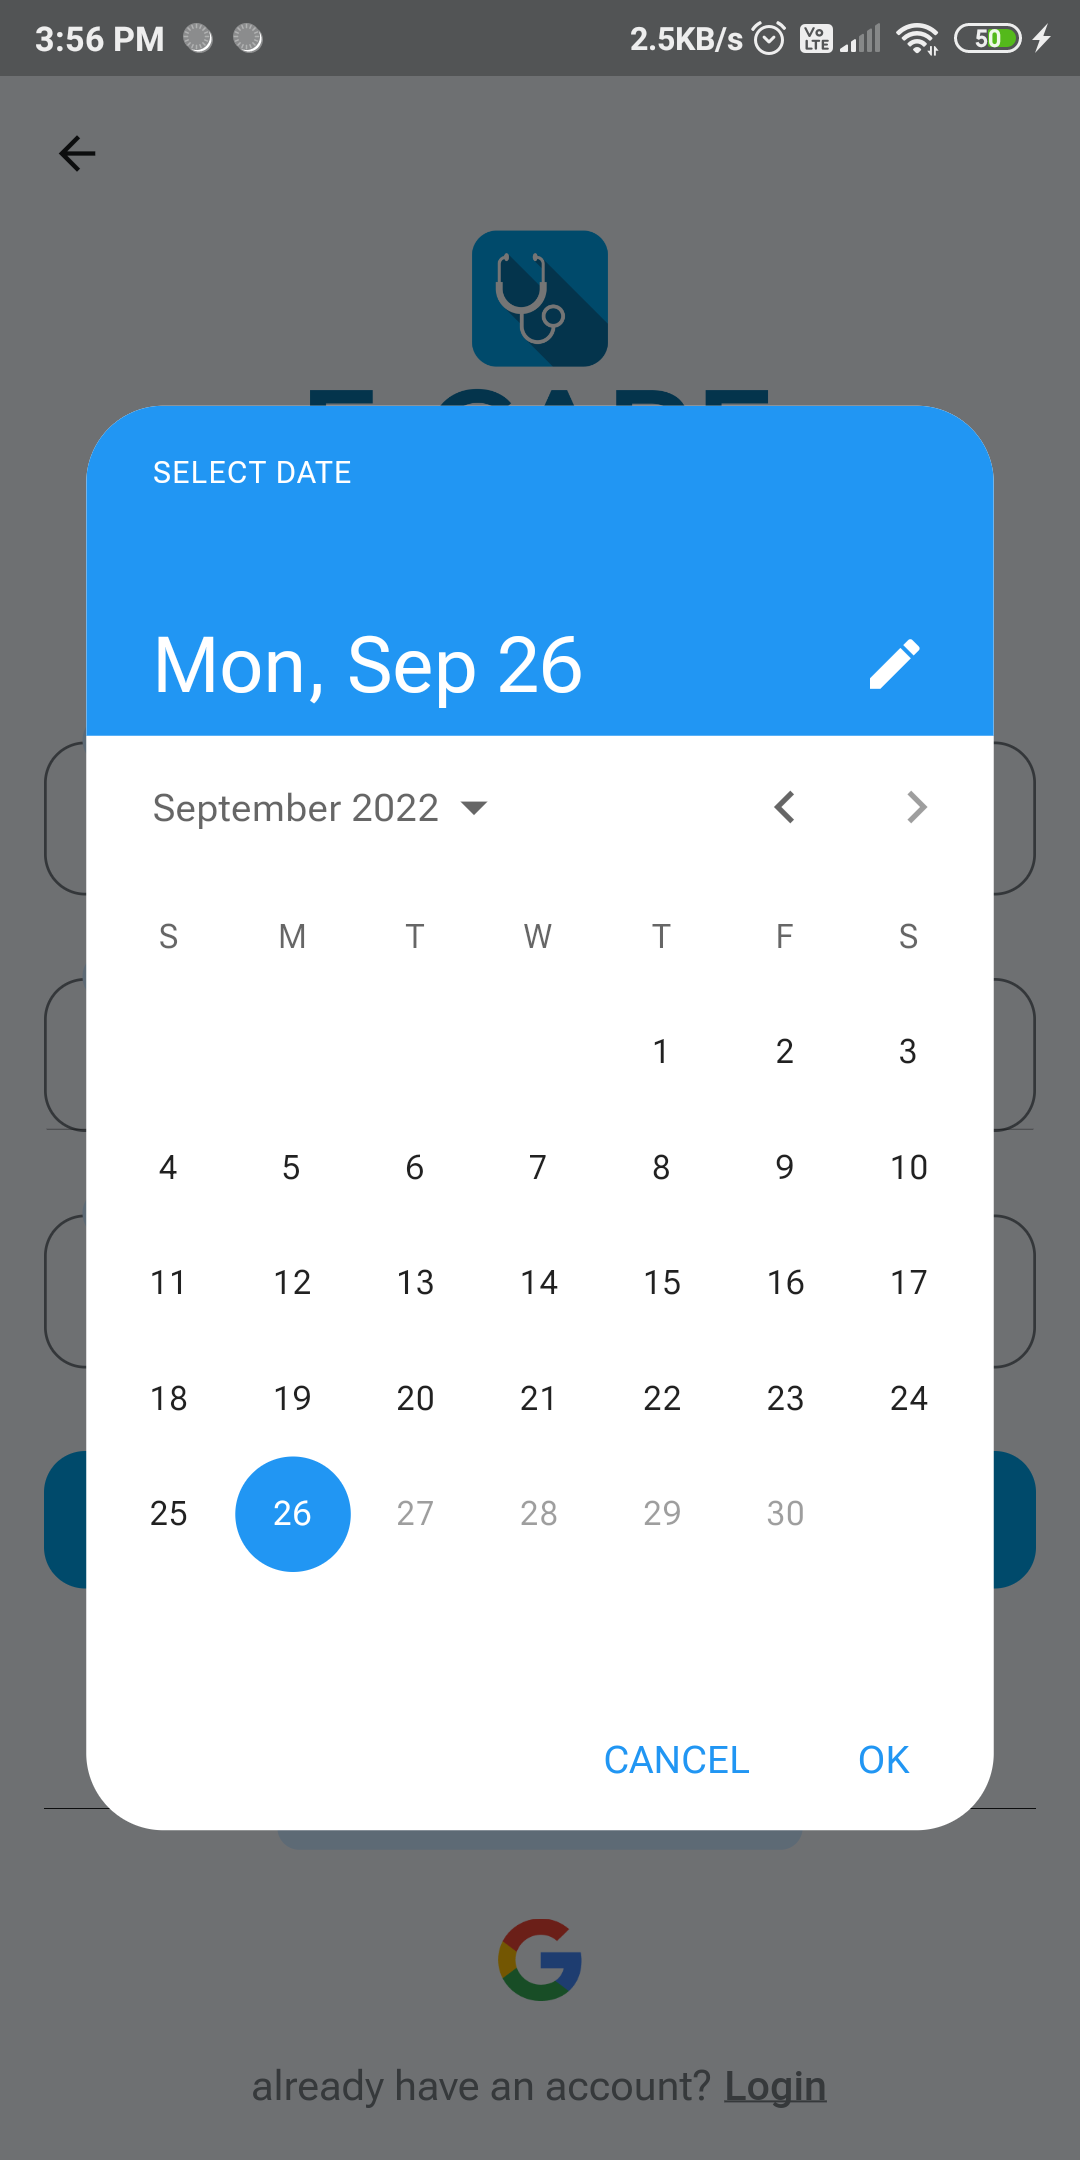 3:56 PM 2.5KB/s Vo LTE 50
SELECT DATE
Mon, Sep 26
September 2022
S M T W T F S
1 2 3
4 5 6 7 8 9 10
11 12 13 14 15 16 17
18 19 20 21 22 23 24
25 26 27 28 29 30
CANCEL OK
G
already have an account? Login